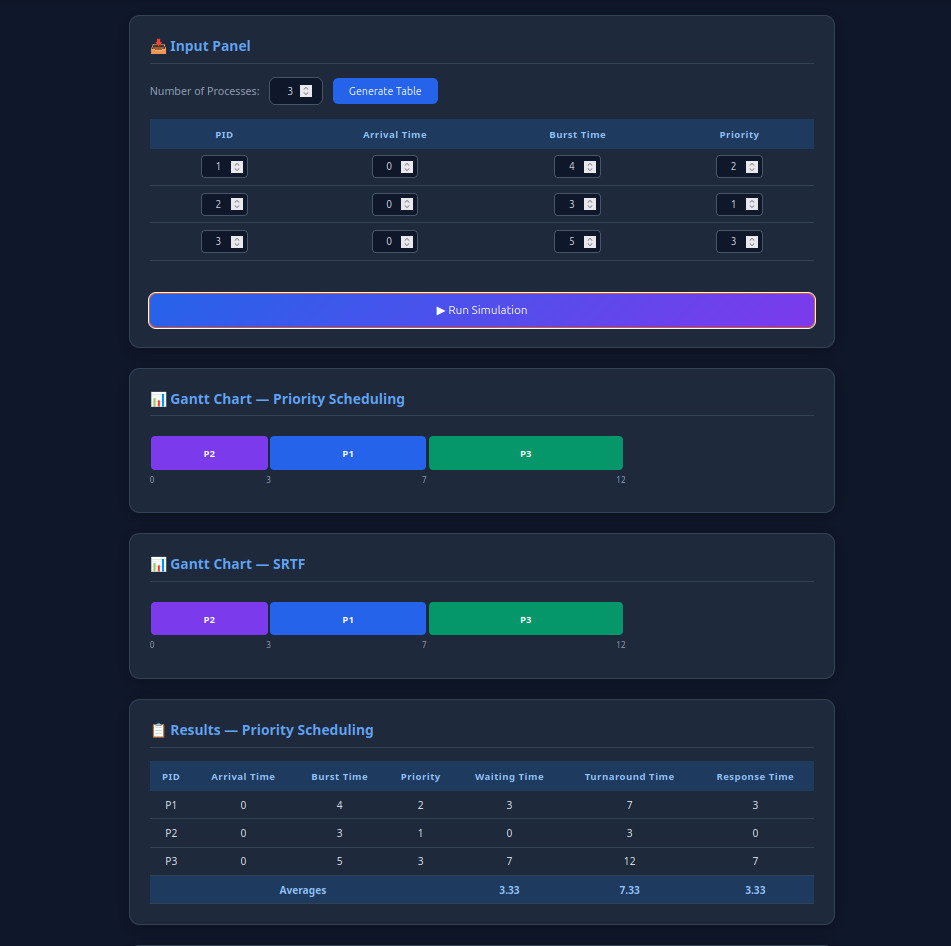 📥 Input Panel
Number of Processes: 3 Generate Table
PID Arrival Time Burst Time Priority
1 0 4 2
2 0 3 1
3 0 5 3
▶ Run Simulation
📊 Gantt Chart — Priority Scheduling
P2 P1 P3
0 3 7 12
📊 Gantt Chart — SRTF
P2 P1 P3
0 3 7 12
📋 Results — Priority Scheduling
PID Arrival Time Burst Time Priority Waiting Time Turnaround Time Response Time
P1 0 4 2 3 7 3
P2 0 3 1 0 3 0
P3 0 5 3 7 12 7
Averages 3.33 7.33 3.33